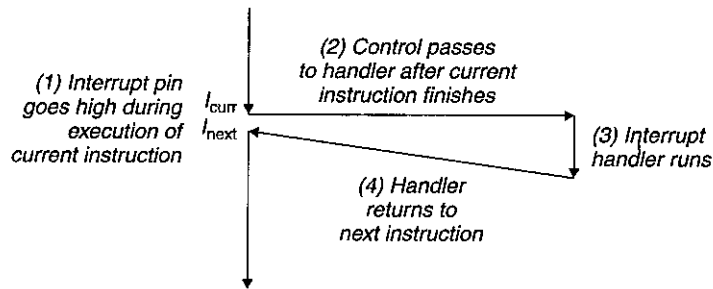 (1) Interrupt pin
goes high during
execution of
current instruction
(2) Control passes
to handler after current
instruction finishes
Icurr
Inext
(3) Interrupt
handler runs
(4) Handler
returns to
next instruction